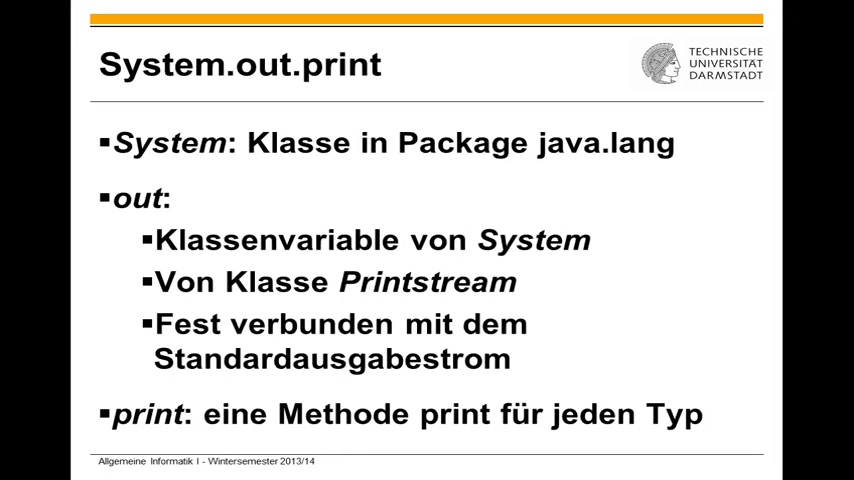 System.out.print
TECHNISCHE
UNIVERSITÄT
DARMSTADT
▪System: Klasse in Package java.lang
▪out:
▪Klassenvariable von System
▪Von Klasse Printstream
▪Fest verbunden mit dem
Standardausgabestrom
▪print: eine Methode print für jeden Typ
Allgemeine Informatik I - Wintersemester 2013/14